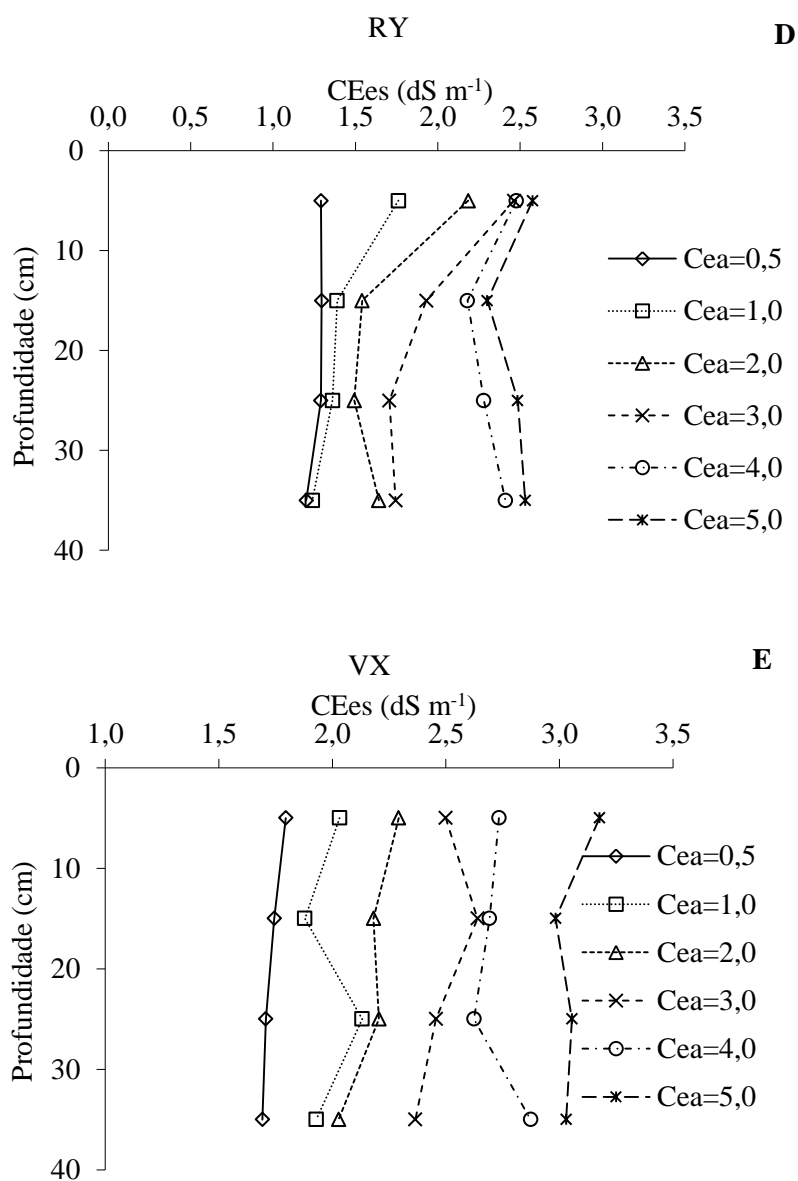 RY
D
CEes (dS m-1)
0,0 0,5 1,0 1,5 2,0 2,5 3,0 3,5
0
10
20
30
40
Profundidade (cm)
Cea=0,5
Cea=1,0
Cea=2,0
Cea=3,0
Cea=4,0
Cea=5,0
VX
E
CEes (dS m-1)
1,0 1,5 2,0 2,5 3,0 3,5
0
10
20
30
40
Profundidade (cm)
Cea=0,5
Cea=1,0
Cea=2,0
Cea=3,0
Cea=4,0
Cea=5,0